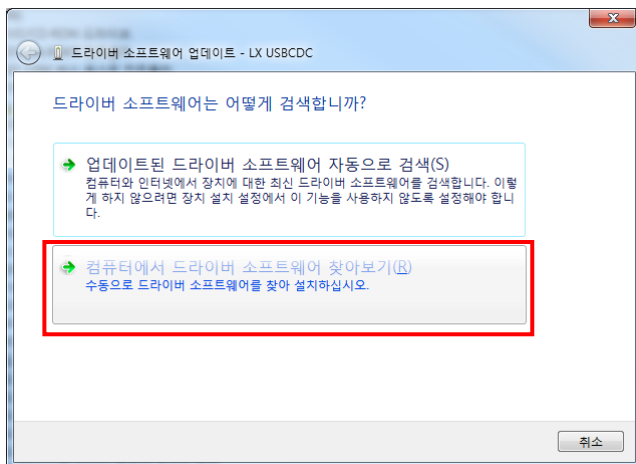 드라이버 소프트웨어 업데이트 - LX USBCDC
드라이버 소프트웨어는 어떻게 검색합니까?
업데이트된 드라이버 소프트웨어 자동으로 검색(S)
컴퓨터와 인터넷에서 장치에 대한 최신 드라이버 소프트웨어를 검색합니다. 이렇
게 하지 않으려면 장치 설치 설정에서 이 기능을 사용하지 않도록 설정해야 합니
다.
컴퓨터에서 드라이버 소프트웨어 찾아보기(R)
수동으로 드라이버 소프트웨어를 찾아 설치하십시오.
취소